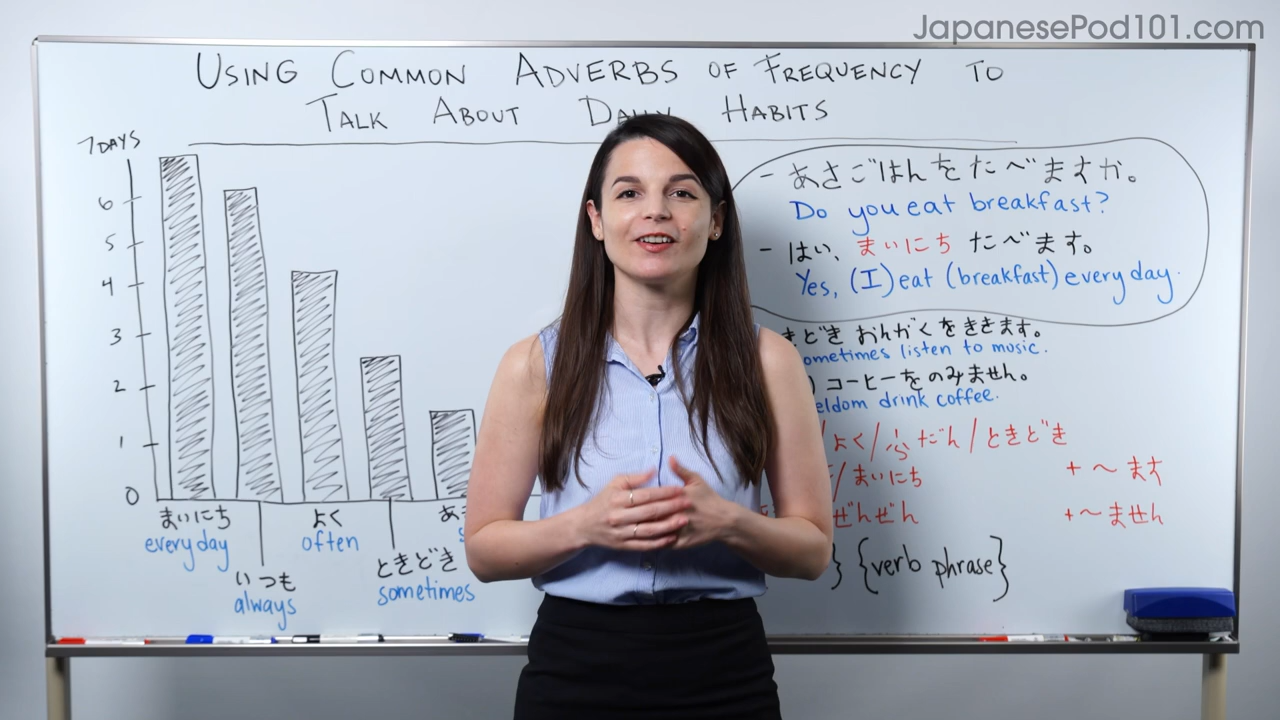 JapanesePod101.com
USING COMMON ADVERBS OF FREQUENCY TO
TALK ABOUT DAILY HABITS
7 DAYS
6
5
4
3
2
1
0
まいにち
everyday
いつも
always
よく
often
ときどき
sometimes
- あさごはんをたべますか。
Do you eat breakfast?
- はい、まいにち たべます。
Yes, (I) eat (breakfast) every day.
おんがくをききます。
listen to music.
コーヒーをのみません。
drink coffee.
/よく/ふだん/ときどき
/まいにち
+ ～ ます
ぜんぜん
+ ～ ません
} {verb phrase}